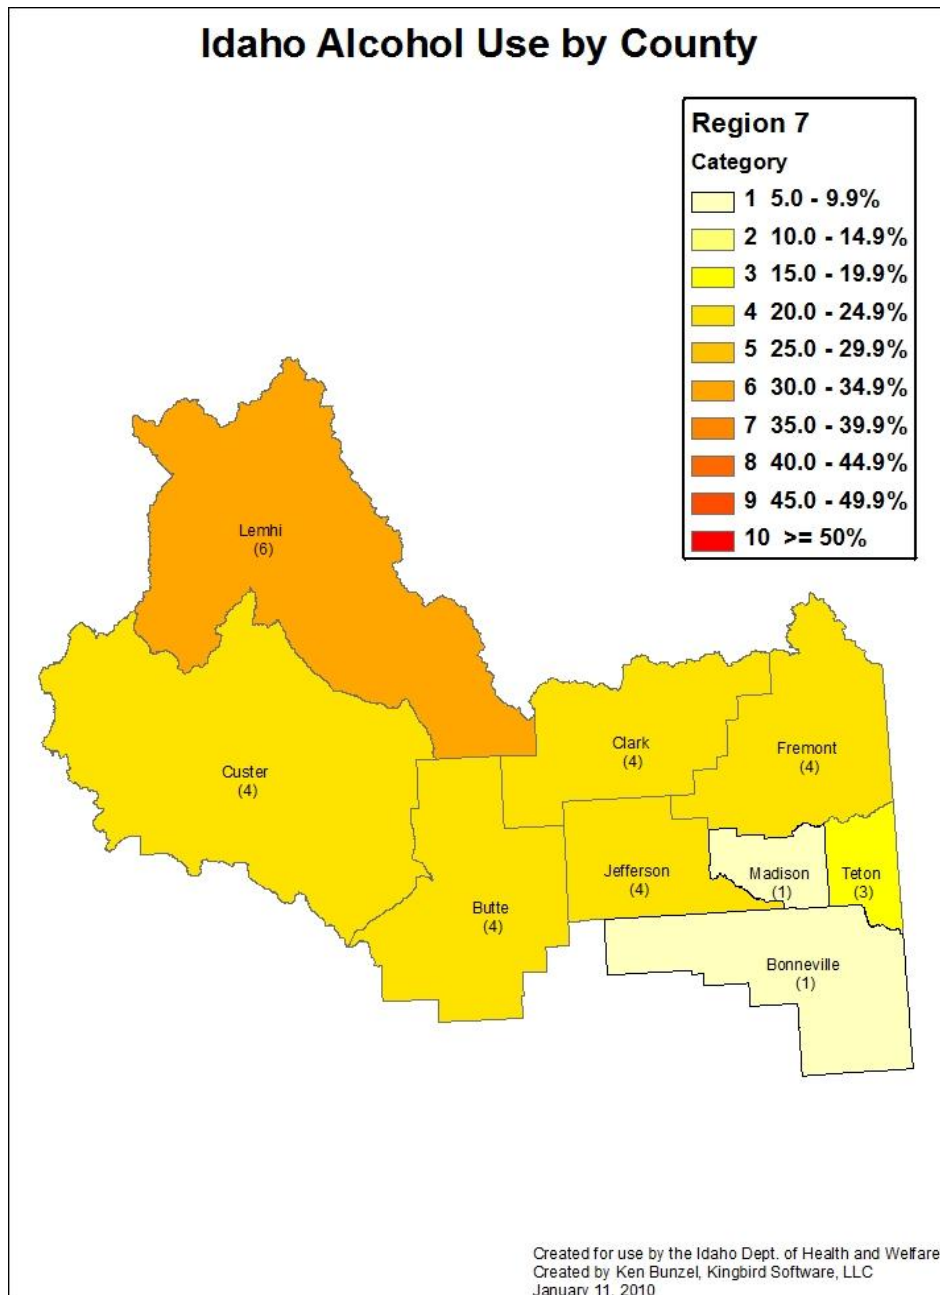 Idaho Alcohol Use by County
Region 7
Category
1 5.0 - 9.9%
2 10.0 - 14.9%
3 15.0 - 19.9%
4 20.0 - 24.9%
5 25.0 - 29.9%
6 30.0 - 34.9%
7 35.0 - 39.9%
8 40.0 - 44.9%
9 45.0 - 49.9%
10 >= 50%
Lemhi
(6)
Clark
(4)
Fremont
(4)
Custer
(4)
Jefferson
(4)
Madison
(1)
Teton
(3)
Butte
(4)
Bonneville
(1)
Created for use by the Idaho Dept. of Health and Welfare
Created by Ken Bunzel, Kingbird Software, LLC
January 11, 2010